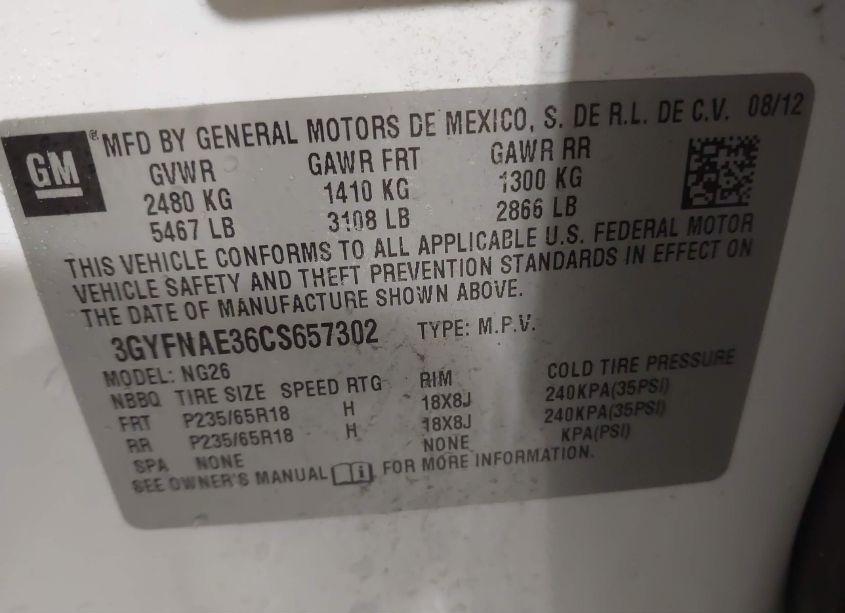 GM
® MFD BY GENERAL MOTORS DE MEXICO, S. DE R.L. DE C.V. 08/12
GVWR GAWR FRT GAWR RR
2480 KG 1410 KG 1300 KG
5467 LB 3108 LB 2866 LB
THIS VEHICLE CONFORMS TO ALL APPLICABLE U.S. FEDERAL MOTOR
VEHICLE SAFETY AND THEFT PREVENTION STANDARDS IN EFFECT ON
THE DATE OF MANUFACTURE SHOWN ABOVE.
3GYFNAE36CS657302 TYPE: M.P.V.
MODEL: NG26
NBBQ TIRE SIZE SPEED RTG RIM COLD TIRE PRESSURE
FRT P235/65R18 H 18X8J 240KPA(35PSI)
RR P235/65R18 H 18X8J 240KPA(35PSI)
SPA NONE NONE KPA(PSI)
SEE OWNER'S MANUAL FOR MORE INFORMATION.